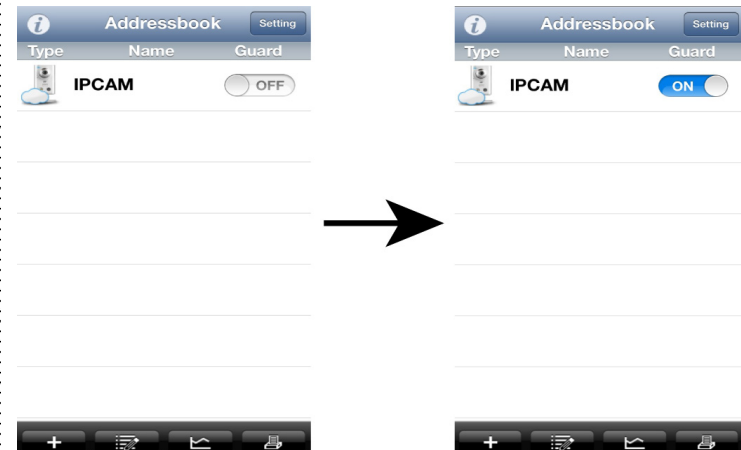 Addressbook Setting
Type Name Guard
IPCAM OFF
Addressbook Setting
Type Name Guard
IPCAM ON